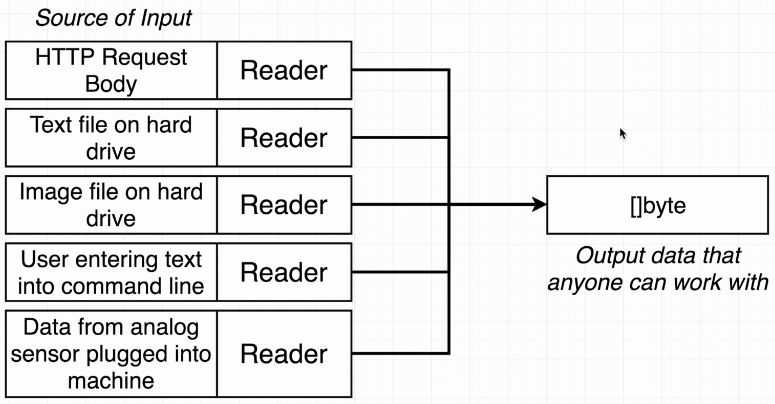 Source of Input
HTTP Request
Body
Reader
Text file on hard
drive
Reader
Image file on hard
drive
Reader
User entering text
into command line
Reader
Data from analog
sensor plugged into
machine
Reader
[]byte
Output data that
anyone can work with